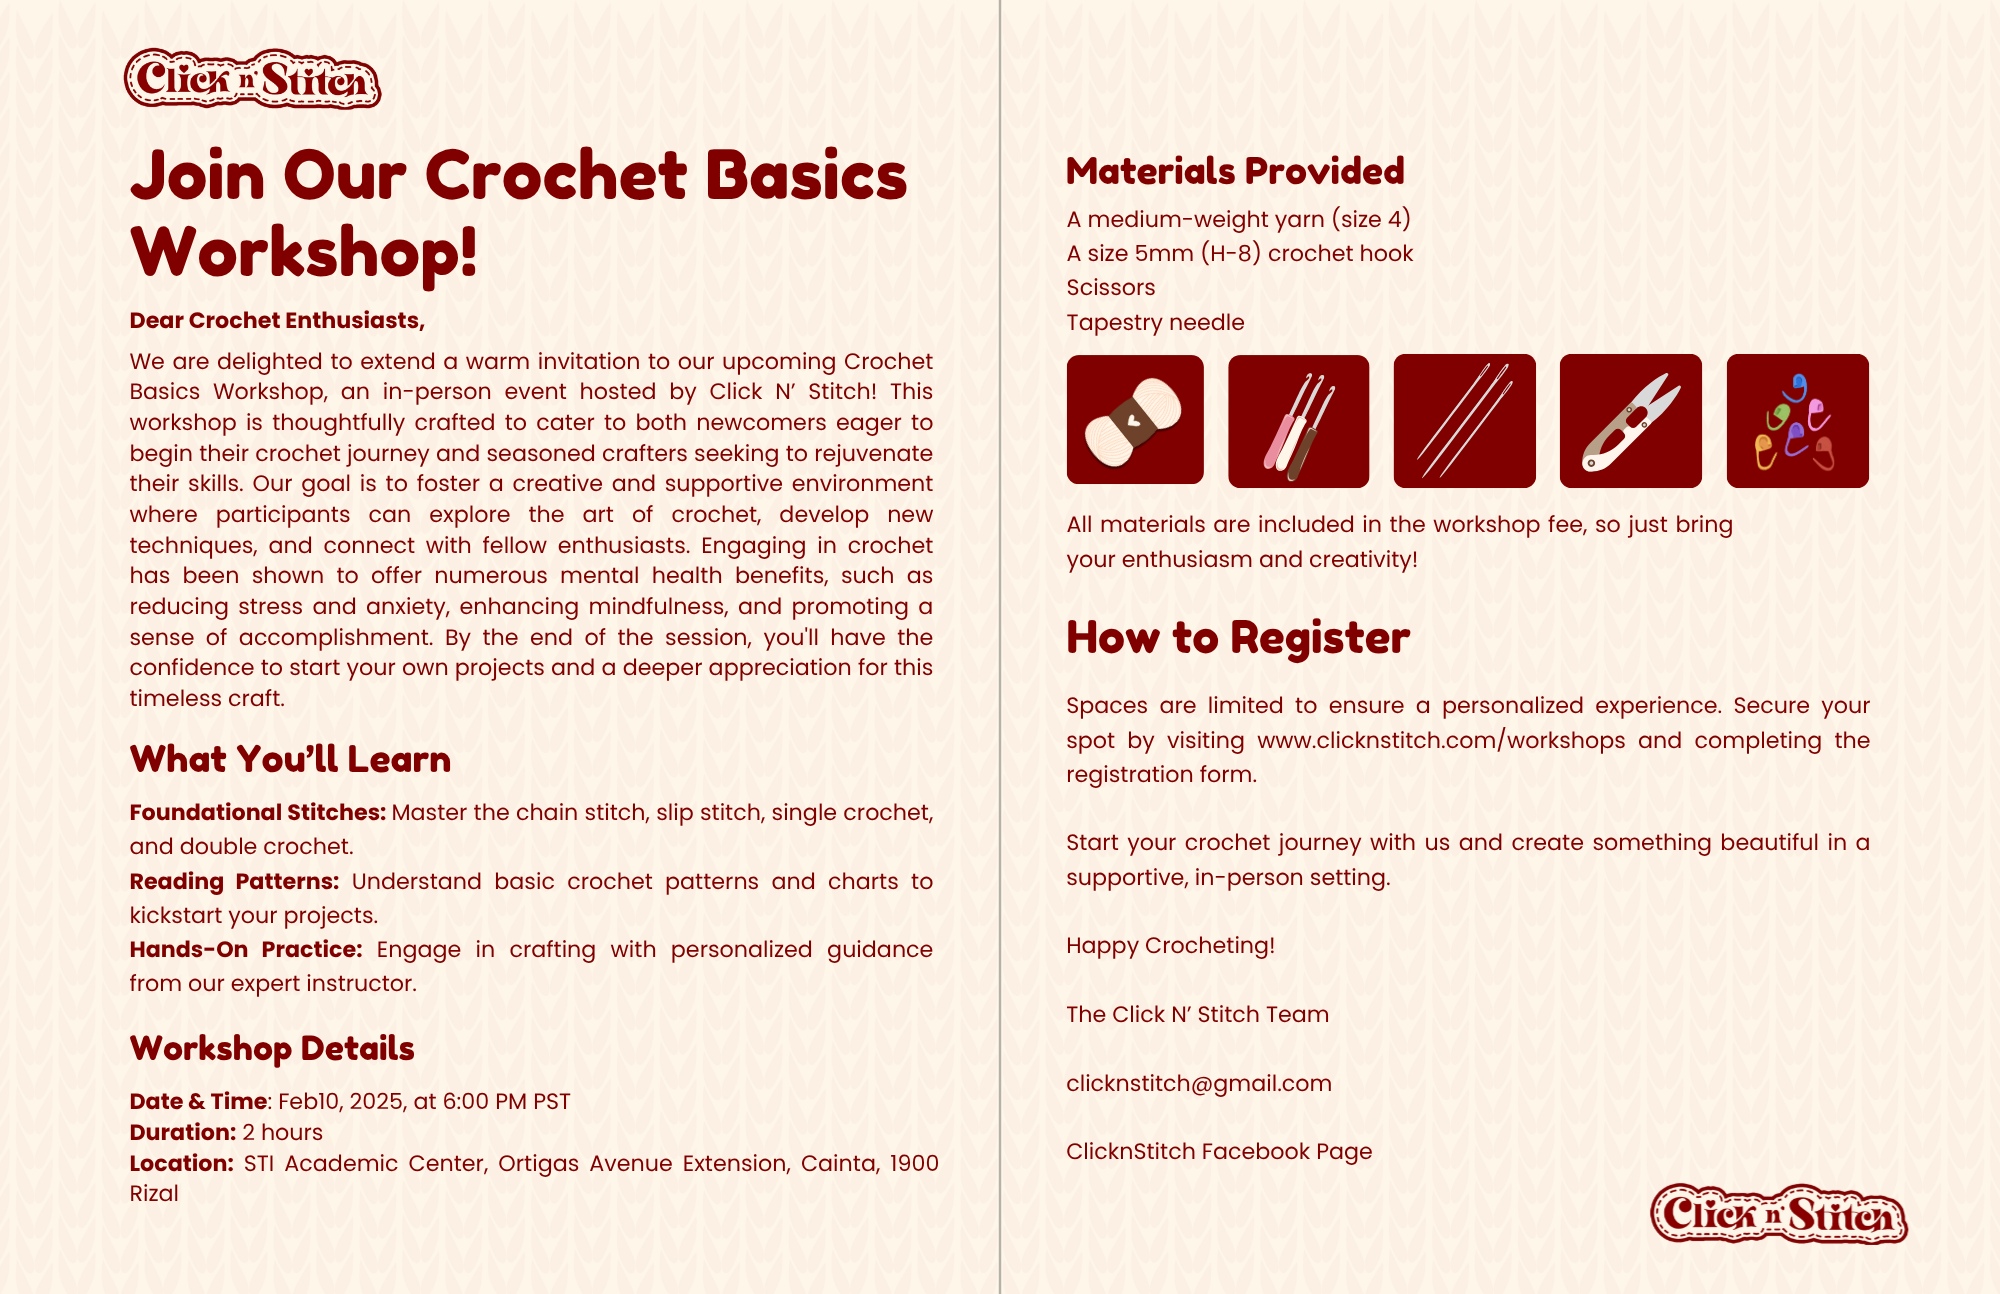 Click n' Stitch
Join Our Crochet Basics
Workshop!
Dear Crochet Enthusiasts,
We are delighted to extend a warm invitation to our upcoming Crochet
Basics Workshop, an in-person event hosted by Click N’ Stitch! This
workshop is thoughtfully crafted to cater to both newcomers eager to
begin their crochet journey and seasoned crafters seeking to rejuvenate
their skills. Our goal is to foster a creative and supportive environment
where participants can explore the art of crochet, develop new
techniques, and connect with fellow enthusiasts. Engaging in crochet
has been shown to offer numerous mental health benefits, such as
reducing stress and anxiety, enhancing mindfulness, and promoting a
sense of accomplishment. By the end of the session, you'll have the
confidence to start your own projects and a deeper appreciation for this
timeless craft.
What You’ll Learn
Foundational Stitches: Master the chain stitch, slip stitch, single crochet,
and double crochet.
Reading Patterns: Understand basic crochet patterns and charts to
kickstart your projects.
Hands-On Practice: Engage in crafting with personalized guidance
from our expert instructor.
Workshop Details
Date & Time: Feb10, 2025, at 6:00 PM PST
Duration: 2 hours
Location: STI Academic Center, Ortigas Avenue Extension, Cainta, 1900
Rizal
Materials Provided
A medium-weight yarn (size 4)
A size 5mm (H-8) crochet hook
Scissors
Tapestry needle
All materials are included in the workshop fee, so just bring
your enthusiasm and creativity!
How to Register
Spaces are limited to ensure a personalized experience. Secure your
spot by visiting www.clicknstitch.com/workshops and completing the
registration form.
Start your crochet journey with us and create something beautiful in a
supportive, in-person setting.
Happy Crocheting!
The Click N’ Stitch Team
clicknstitch@gmail.com
ClicknStitch Facebook Page
Click n' Stitch